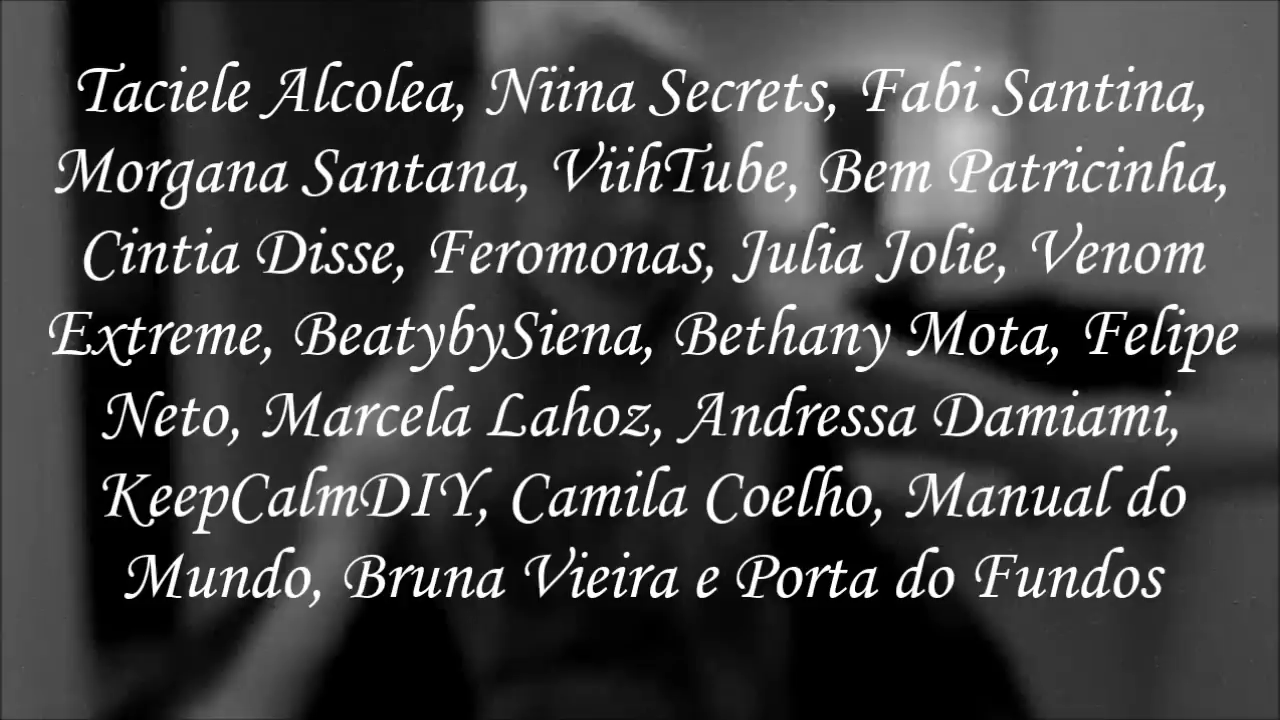 Taciele Alcolea, Niina Secrets, Fabi Santina,
Morgana Santana, ViihTube, Bem Patricinha,
Cintia Disse, Feromonas, Julia Jolie, Venom
Extreme, BeatybySiena, Bethany Mota, Felipe
Neto, Marcela Lahoz, Andressa Damiami,
KeepCalmDIY, Camila Coelho, Manual do
Mundo, Bruna Vieira e Porta do Fundos